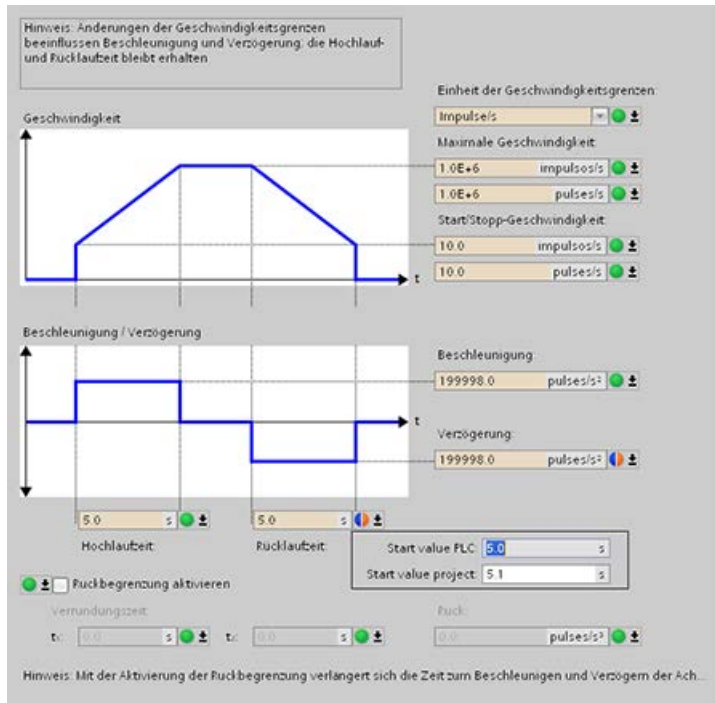 Hinweis: Änderungen der Geschwindigkeitsgrenzen
beeinflussen Beschleunigung und Verzögerung; die Hochlauf-
und Rücklaufzeit bleibt erhalten
Einheit der Geschwindigkeitsgrenzen:
Geschwindigkeit
Impulse/s
Maximale Geschwindigkeit:
1.0E+6 impulsos/s
1.0E+6 pulses/s
Start/Stopp-Geschwindigkeit:
10.0 impulsos/s
t
10.0 pulses/s
Beschleunigung / Verzögerung
Beschleunigung:
199998.0 pulses/s²
t
Verzögerung:
199998.0 pulses/s²
5.0 s
5.0 s
Hochlaufzeit:
Rücklaufzeit:
Start value PLC: 5.0 s
Start value project: 5.1 s
Ruckbegrenzung aktivieren
Verrundungszeit:
Ruck:
0.0 s
0.0 s
0.0 pulses/s³
Hinweis: Mit der Aktivierung der Ruckbegrenzung verlängert sich die Zeit zum Beschleunigen und Verzögern der Ach...